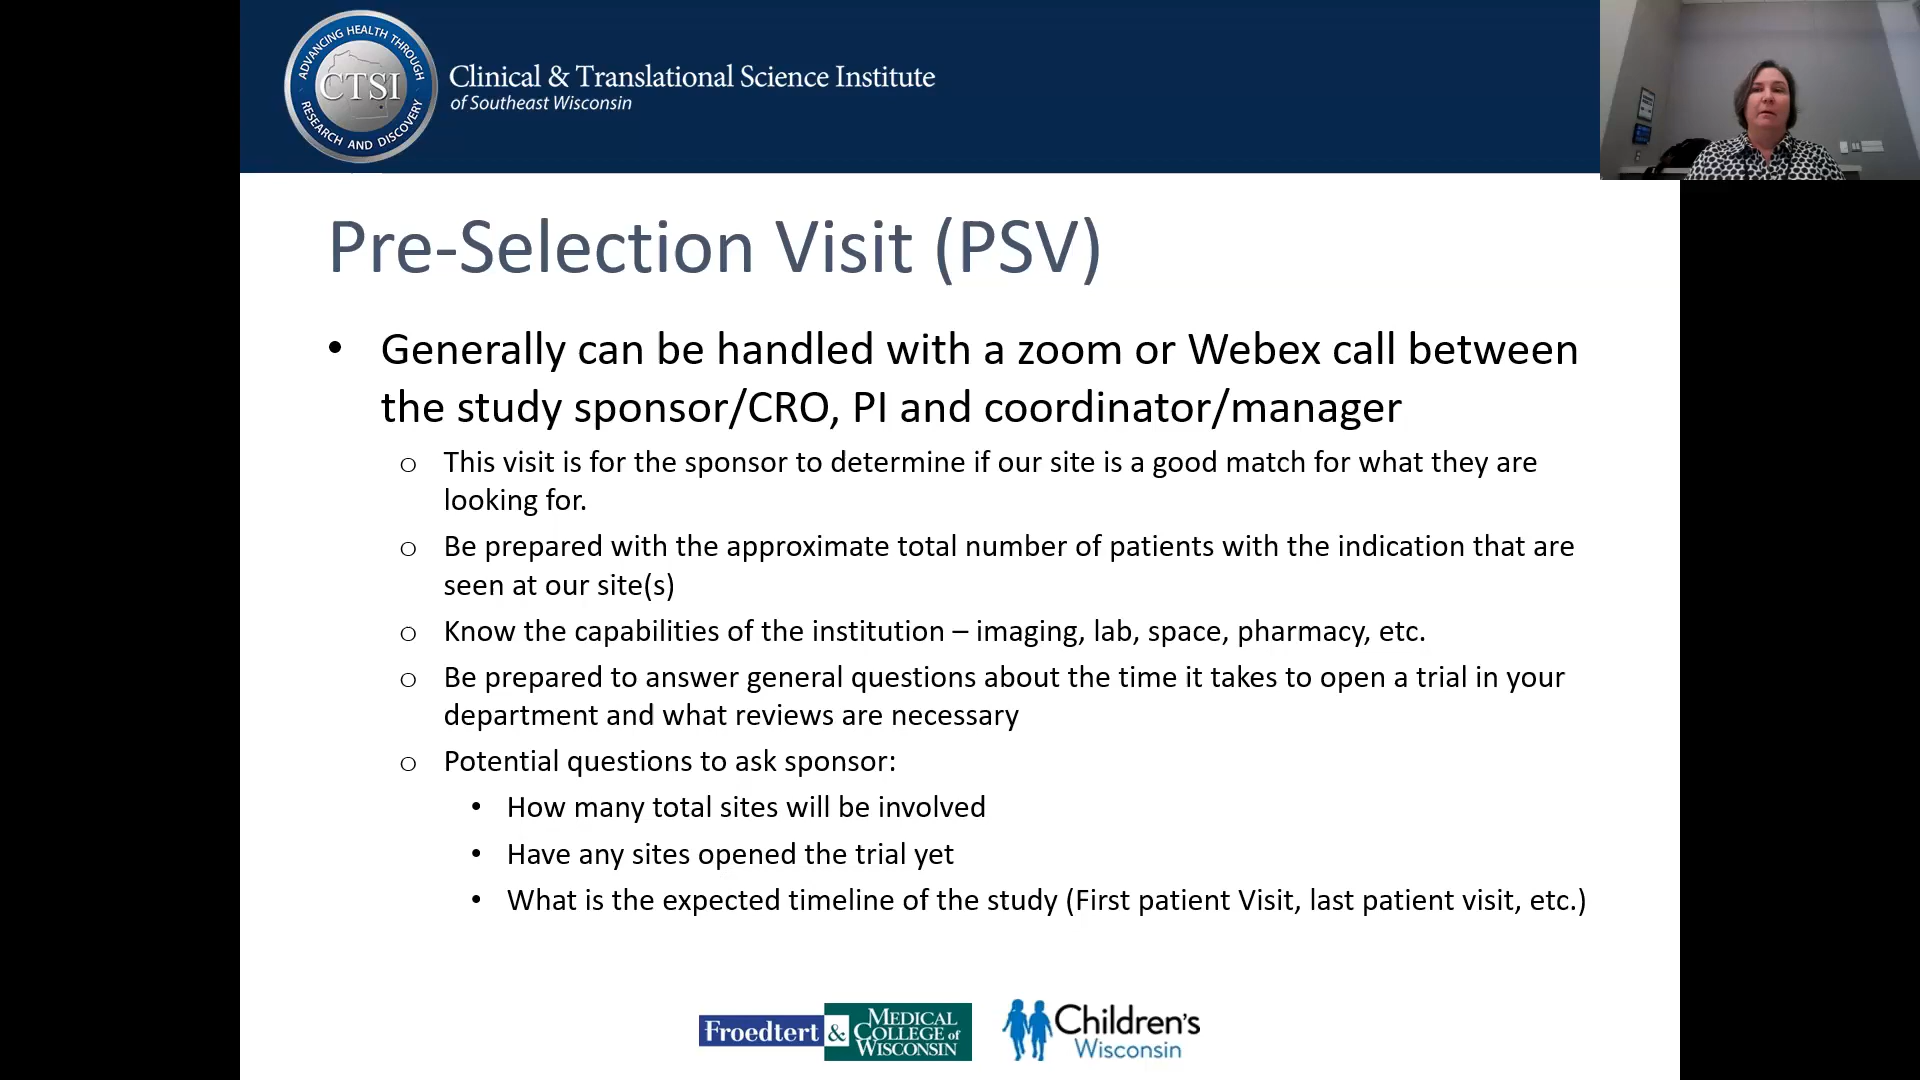 ADVANCING HEALTH THROUGH
CTSI
RESEARCH AND DISCOVERY
Clinical & Translational Science Institute
of Southeast Wisconsin
Pre-Selection Visit (PSV)
• Generally can be handled with a zoom or Webex call between
the study sponsor/CRO, PI and coordinator/manager
o This visit is for the sponsor to determine if our site is a good match for what they are
looking for.
o Be prepared with the approximate total number of patients with the indication that are
seen at our site(s)
o Know the capabilities of the institution – imaging, lab, space, pharmacy, etc.
o Be prepared to answer general questions about the time it takes to open a trial in your
department and what reviews are necessary
o Potential questions to ask sponsor:
• How many total sites will be involved
• Have any sites opened the trial yet
• What is the expected timeline of the study (First patient Visit, last patient visit, etc.)
Froedtert & MEDICAL
COLLEGE of
WISCONSIN
Children's
Wisconsin